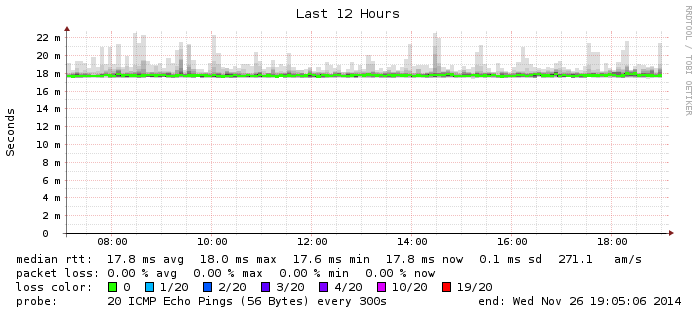 Last 12 Hours
RRDTOOL / TOBI OETIKER
Seconds
22 m
20 m
18 m
16 m
14 m
12 m
10 m
8 m
6 m
4 m
2 m
0
08:00 10:00 12:00 14:00 16:00 18:00
median rtt: 17.8 ms avg 18.0 ms max 17.6 ms min 17.8 ms now 0.1 ms sd 271.1 am/s
packet loss: 0.00 % avg 0.00 % max 0.00 % min 0.00 % now
loss color: 0 1/20 2/20 3/20 4/20 10/20 19/20
probe: 20 ICMP Echo Pings (56 Bytes) every 300s end: Wed Nov 26 19:05:06 2014